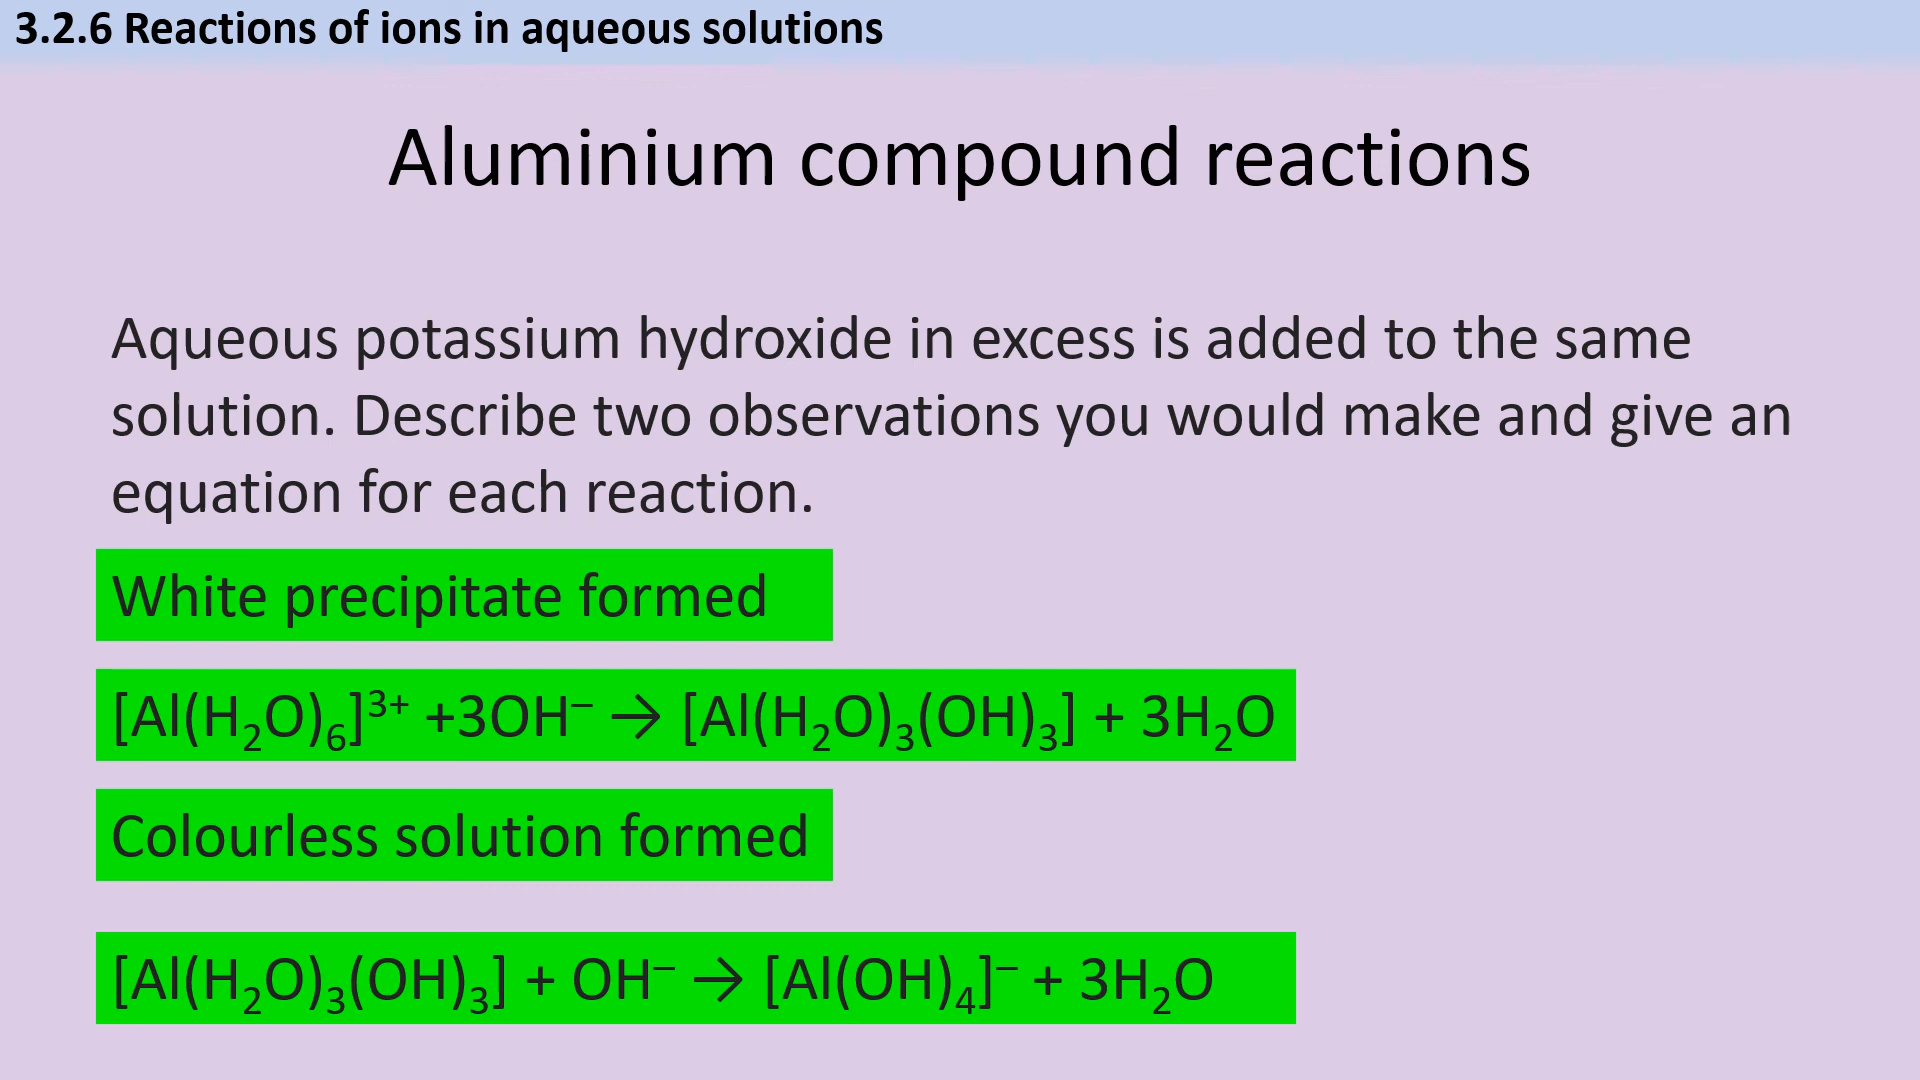 3.2.6 Reactions of ions in aqueous solutions
Aluminium compound reactions
Aqueous potassium hydroxide in excess is added to the same
solution. Describe two observations you would make and give an
equation for each reaction.
White precipitate formed
[Al(H₂O)₆]³⁺ +3OH⁻ → [Al(H₂O)₃(OH)₃] + 3H₂O
Colourless solution formed
[Al(H₂O)₃(OH)₃] + OH⁻ → [Al(OH)₄]⁻ + 3H₂O